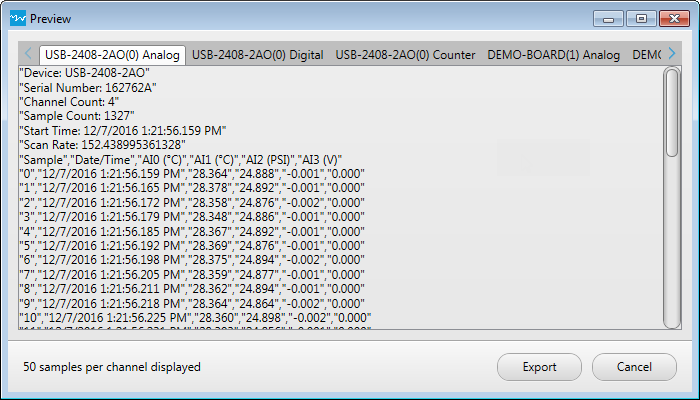 Preview
USB-2408-2AO(0) Analog USB-2408-2AO(0) Digital USB-2408-2AO(0) Counter DEMO-BOARD(1) Analog DEMO
"Device: USB-2408-2AO"
"Serial Number: 162762A"
"Channel Count: 4"
"Sample Count: 1327"
"Start Time: 12/7/2016 1:21:56.159 PM"
"Scan Rate: 152.438995361328"
"Sample","Date/Time","AI0 (°C)","AI1 (°C)","AI2 (PSI)","AI3 (V)"
"0","12/7/2016 1:21:56.159 PM","28.364","24.888","-0.001","0.000"
"1","12/7/2016 1:21:56.165 PM","28.378","24.892","-0.001","0.000"
"2","12/7/2016 1:21:56.172 PM","28.358","24.876","-0.002","0.000"
"3","12/7/2016 1:21:56.179 PM","28.348","24.886","-0.001","0.000"
"4","12/7/2016 1:21:56.185 PM","28.367","24.892","-0.001","0.000"
"5","12/7/2016 1:21:56.192 PM","28.369","24.876","-0.001","0.000"
"6","12/7/2016 1:21:56.198 PM","28.375","24.894","-0.002","0.000"
"7","12/7/2016 1:21:56.205 PM","28.359","24.877","-0.001","0.000"
"8","12/7/2016 1:21:56.211 PM","28.362","24.894","-0.001","0.000"
"9","12/7/2016 1:21:56.218 PM","28.364","24.864","-0.002","0.000"
"10","12/7/2016 1:21:56.225 PM","28.360","24.898","-0.002","0.000"
50 samples per channel displayed
Export
Cancel